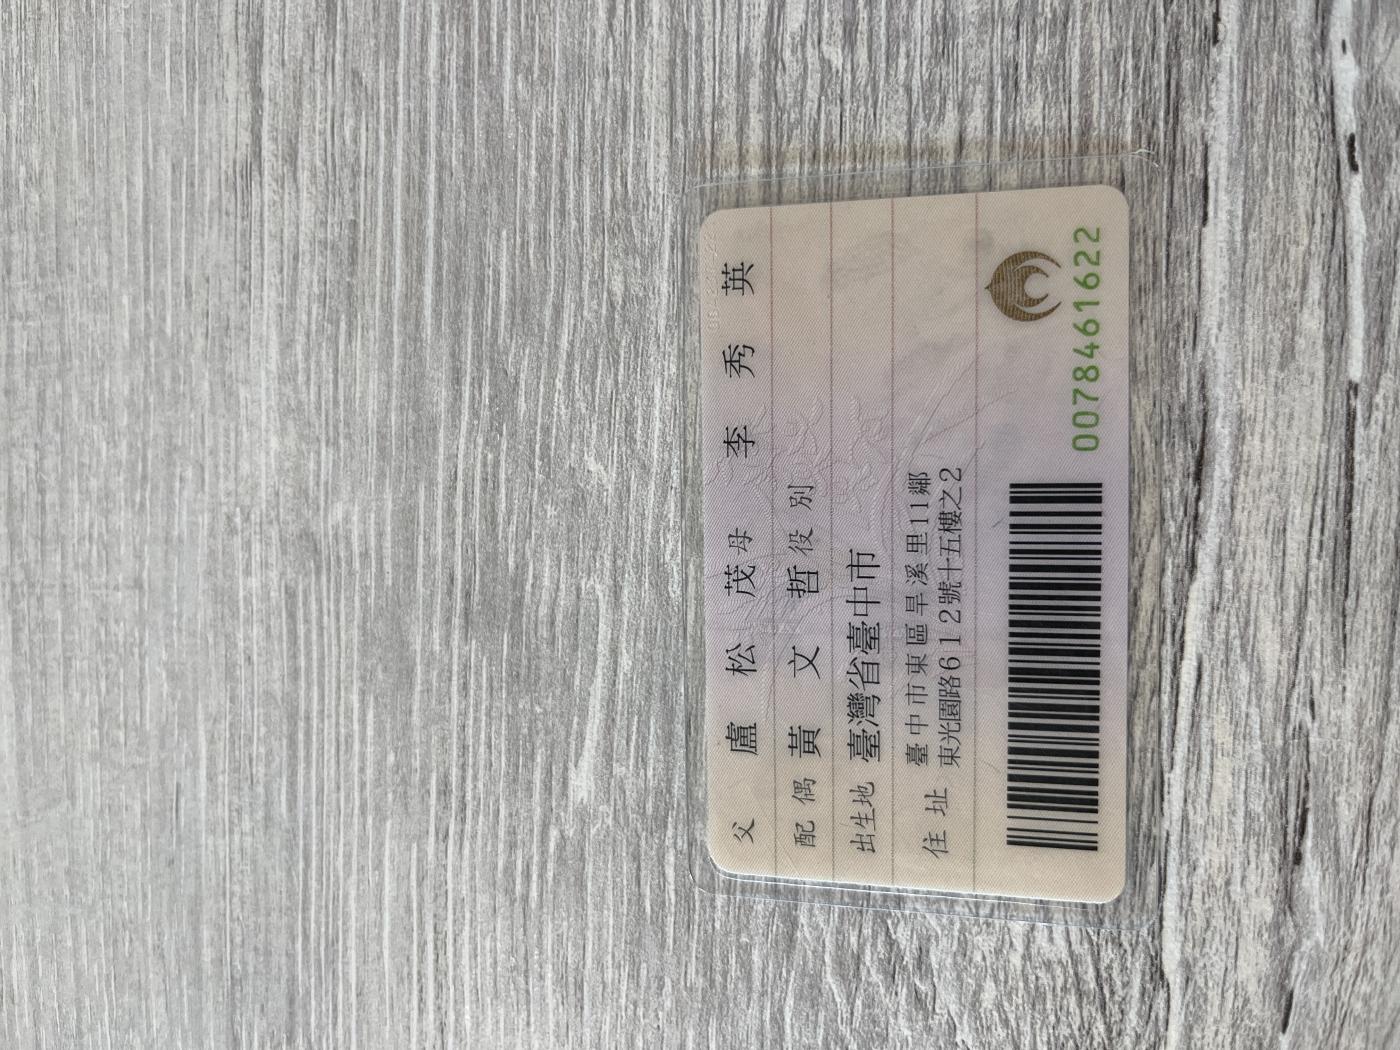 父 盧松茂 母 李秀英
配偶 黃文哲 役別
出生地 臺灣省臺中市
住址 臺中市東區旱溪里11鄰
東光園路612號十五樓之2
0078461622